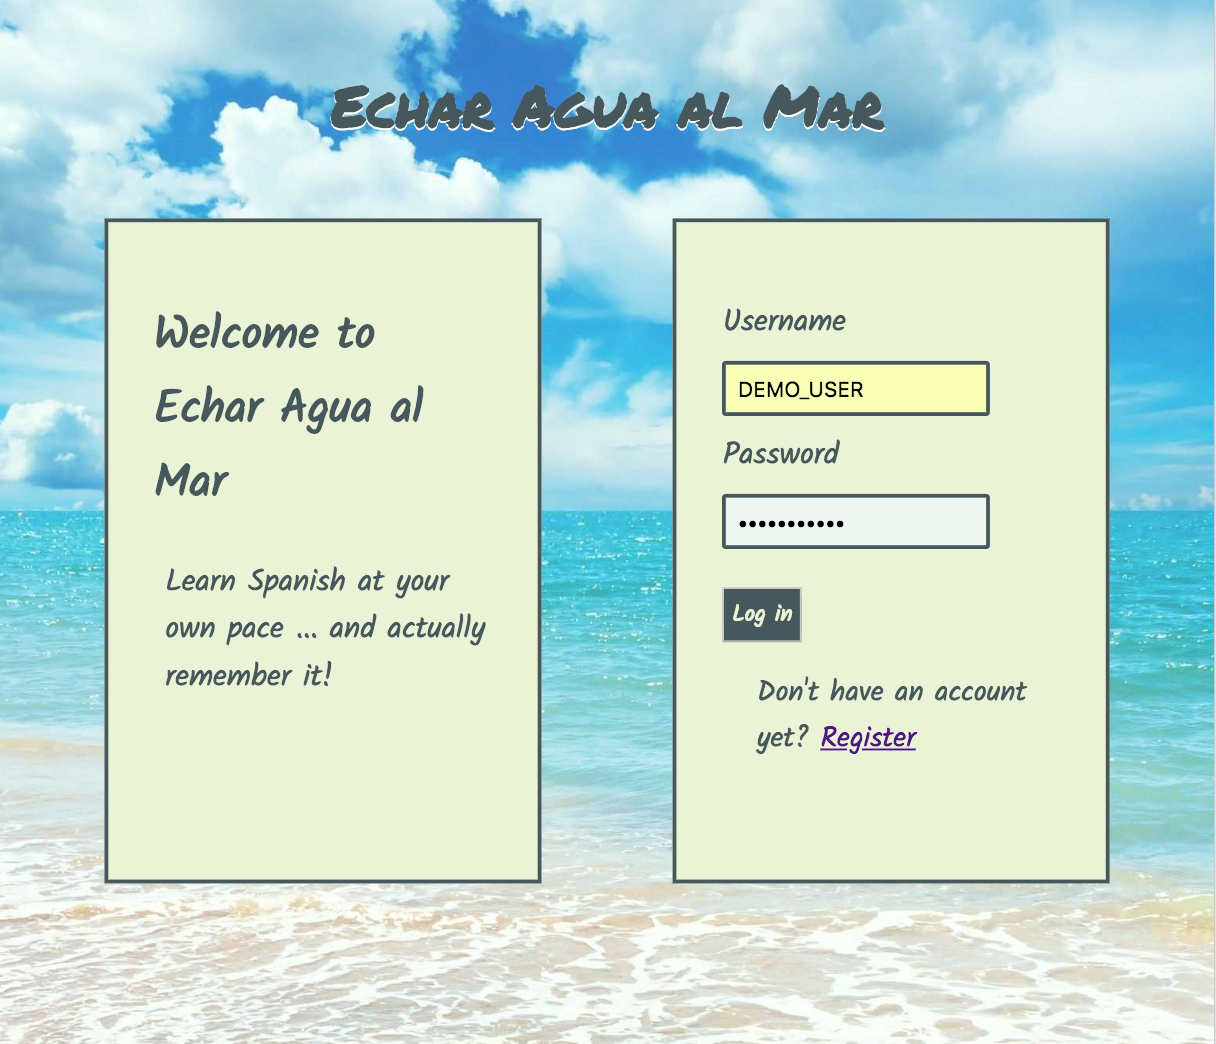 Echar Agua al Mar
Welcome to
Echar Agua al
Mar
Learn Spanish at your
own pace ... and actually
remember it!
Username
DEMO_USER
Password
•••••••••••
Log in
Don't have an account
yet? Register